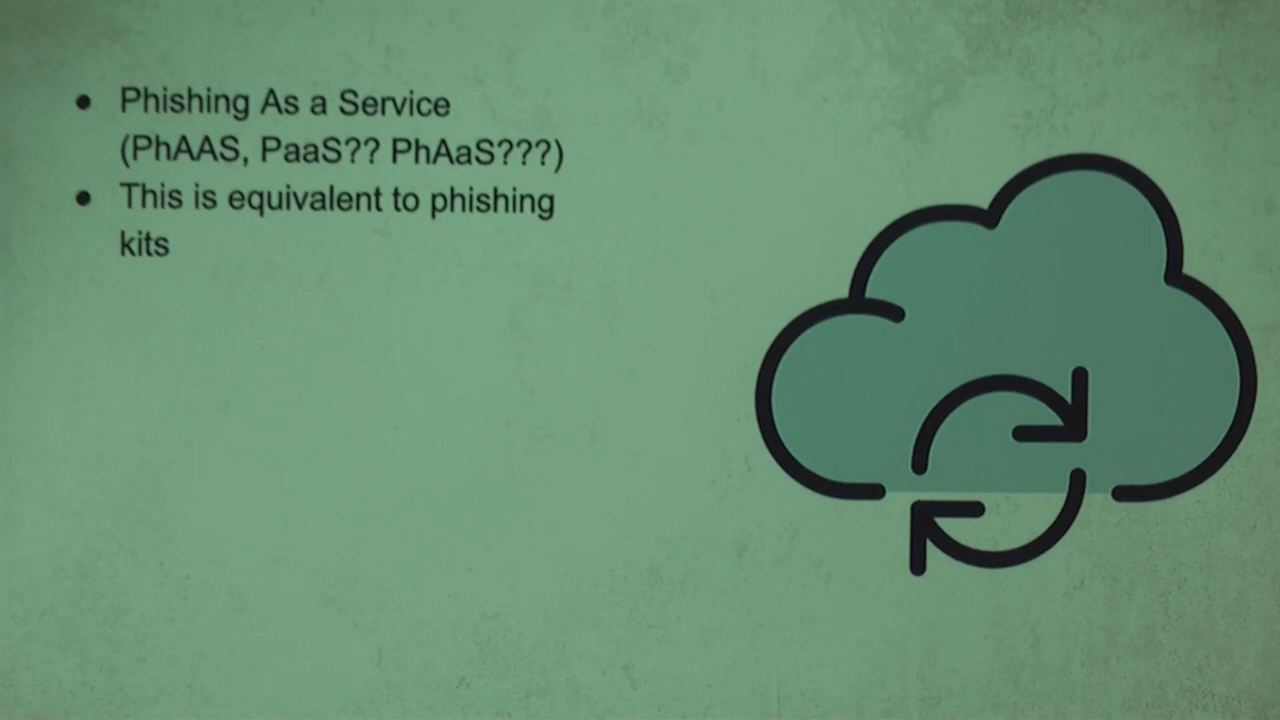 • Phishing As a Service
(PhAAS, PaaS?? PhAaS???)
• This is equivalent to phishing
kits